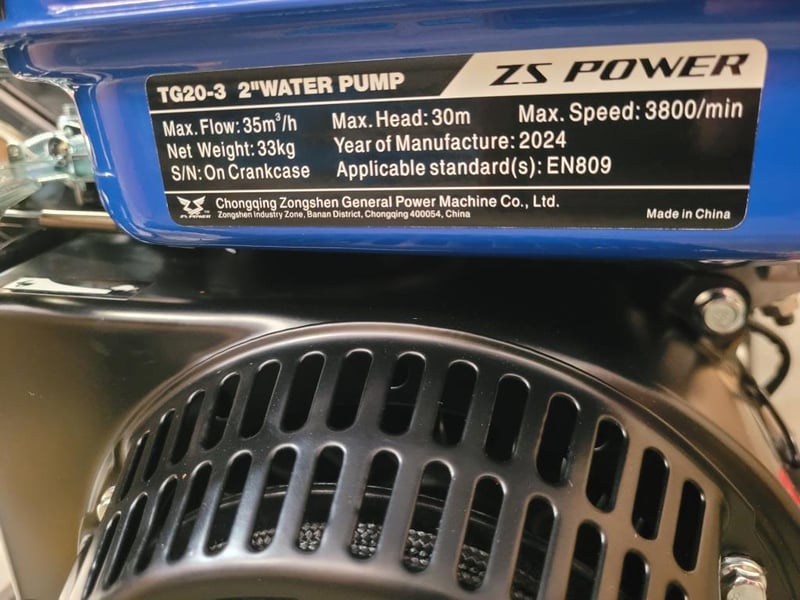 TG20-3 2"WATER PUMP
ZS POWER
Max. Flow: 35m³/h Max. Head: 30m Max. Speed: 3800/min
Net Weight: 33kg Year of Manufacture: 2024
S/N: On Crankcase Applicable standard(s): EN809
ZS POWER™ Chongqing Zongshen General Power Machine Co., Ltd.
Zongshen Industry Zone, Banan District, Chongqing 400054, China
Made in China